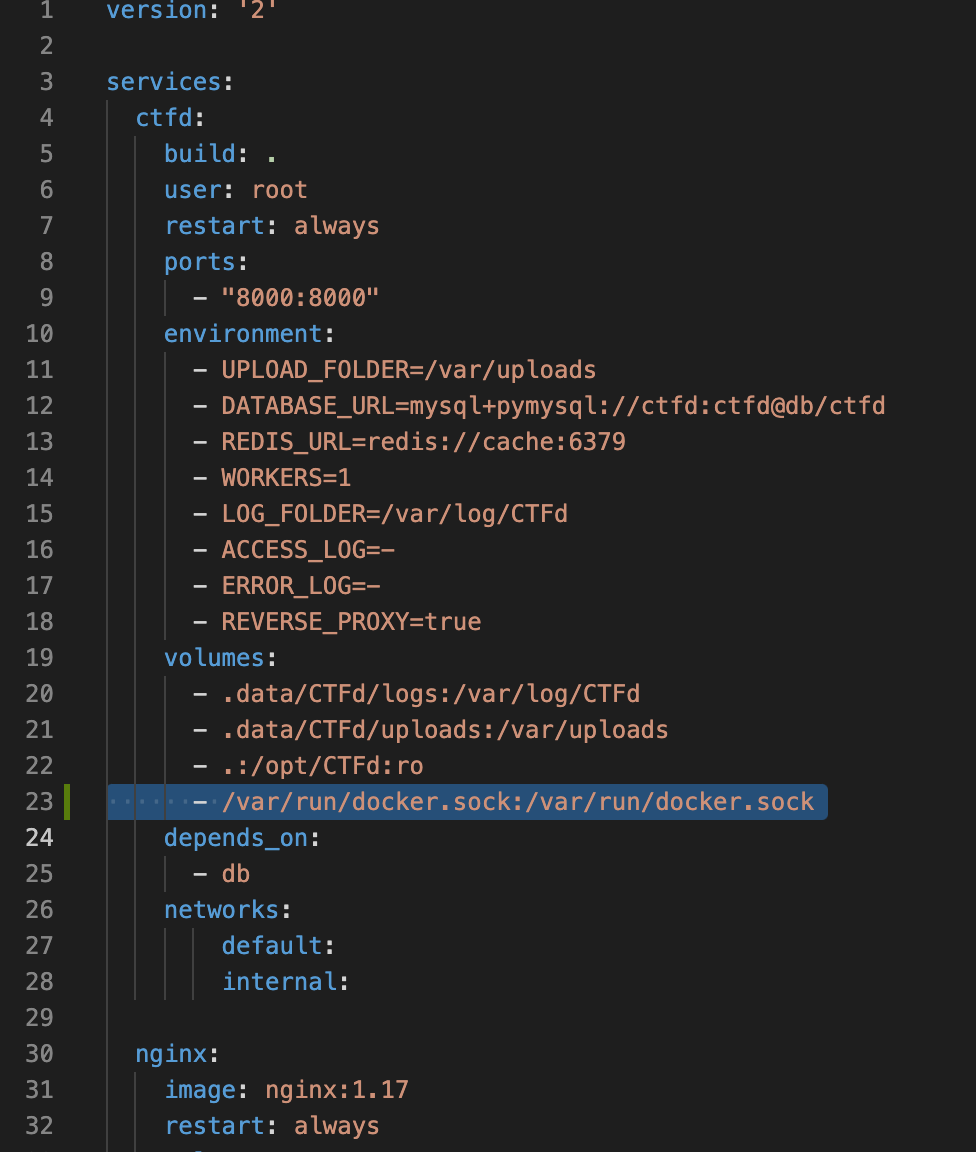 1 version: '2'
2
3 services:
4 ctfd:
5 build: .
6 user: root
7 restart: always
8 ports:
9 - "8000:8000"
10 environment:
11 - UPLOAD_FOLDER=/var/uploads
12 - DATABASE_URL=mysql+pymysql://ctfd:ctfd@db/ctfd
13 - REDIS_URL=redis://cache:6379
14 - WORKERS=1
15 - LOG_FOLDER=/var/log/CTFd
16 - ACCESS_LOG=-
17 - ERROR_LOG=-
18 - REVERSE_PROXY=true
19 volumes:
20 - .data/CTFd/logs:/var/log/CTFd
21 - .data/CTFd/uploads:/var/uploads
22 - .:/opt/CTFd:ro
23 - /var/run/docker.sock:/var/run/docker.sock
24 depends_on:
25 - db
26 networks:
27 default:
28 internal:
29
30 nginx:
31 image: nginx:1.17
32 restart: always